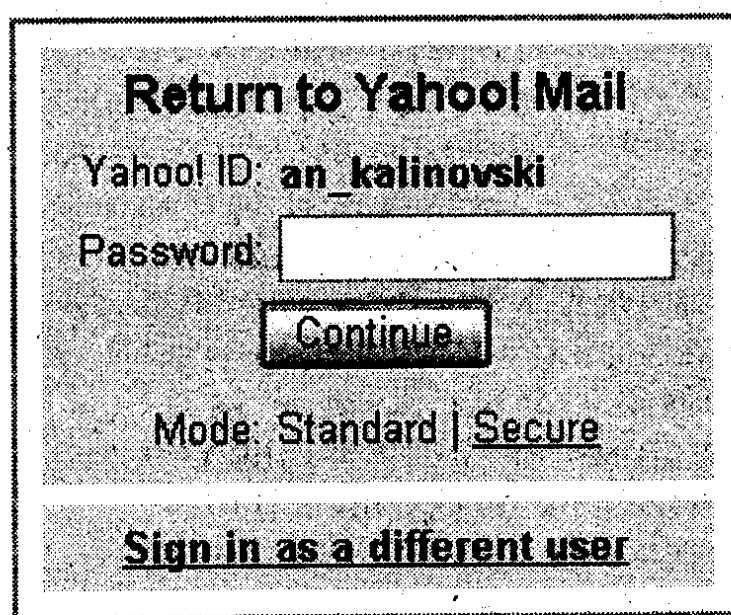 Return to Yahoo! Mail
Yahoo! ID: an_kalinovski
Password:
Continue
Mode: Standard | Secure
Sign in as a different user